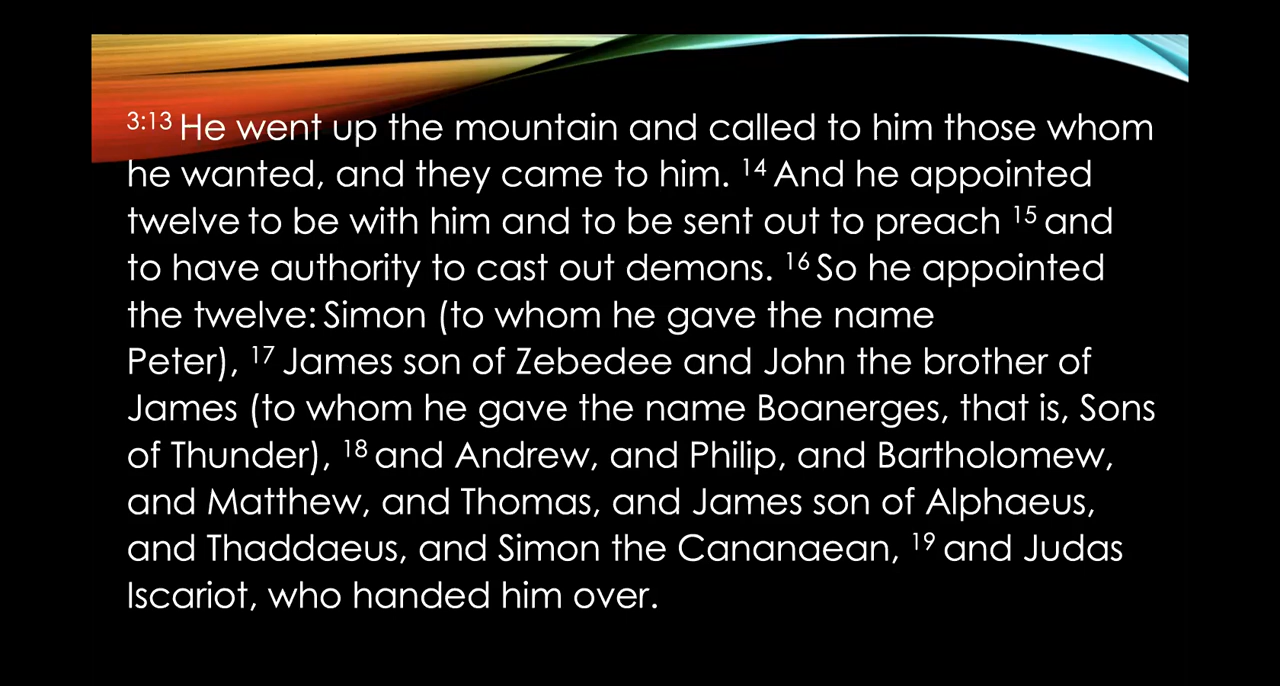 3:13 He went up the mountain and called to him those whom
he wanted, and they came to him. 14 And he appointed
twelve to be with him and to be sent out to preach 15 and
to have authority to cast out demons. 16 So he appointed
the twelve: Simon (to whom he gave the name
Peter), 17 James son of Zebedee and John the brother of
James (to whom he gave the name Boanerges, that is, Sons
of Thunder), 18 and Andrew, and Philip, and Bartholomew,
and Matthew, and Thomas, and James son of Alphaeus,
and Thaddaeus, and Simon the Cananaean, 19 and Judas
Iscariot, who handed him over.